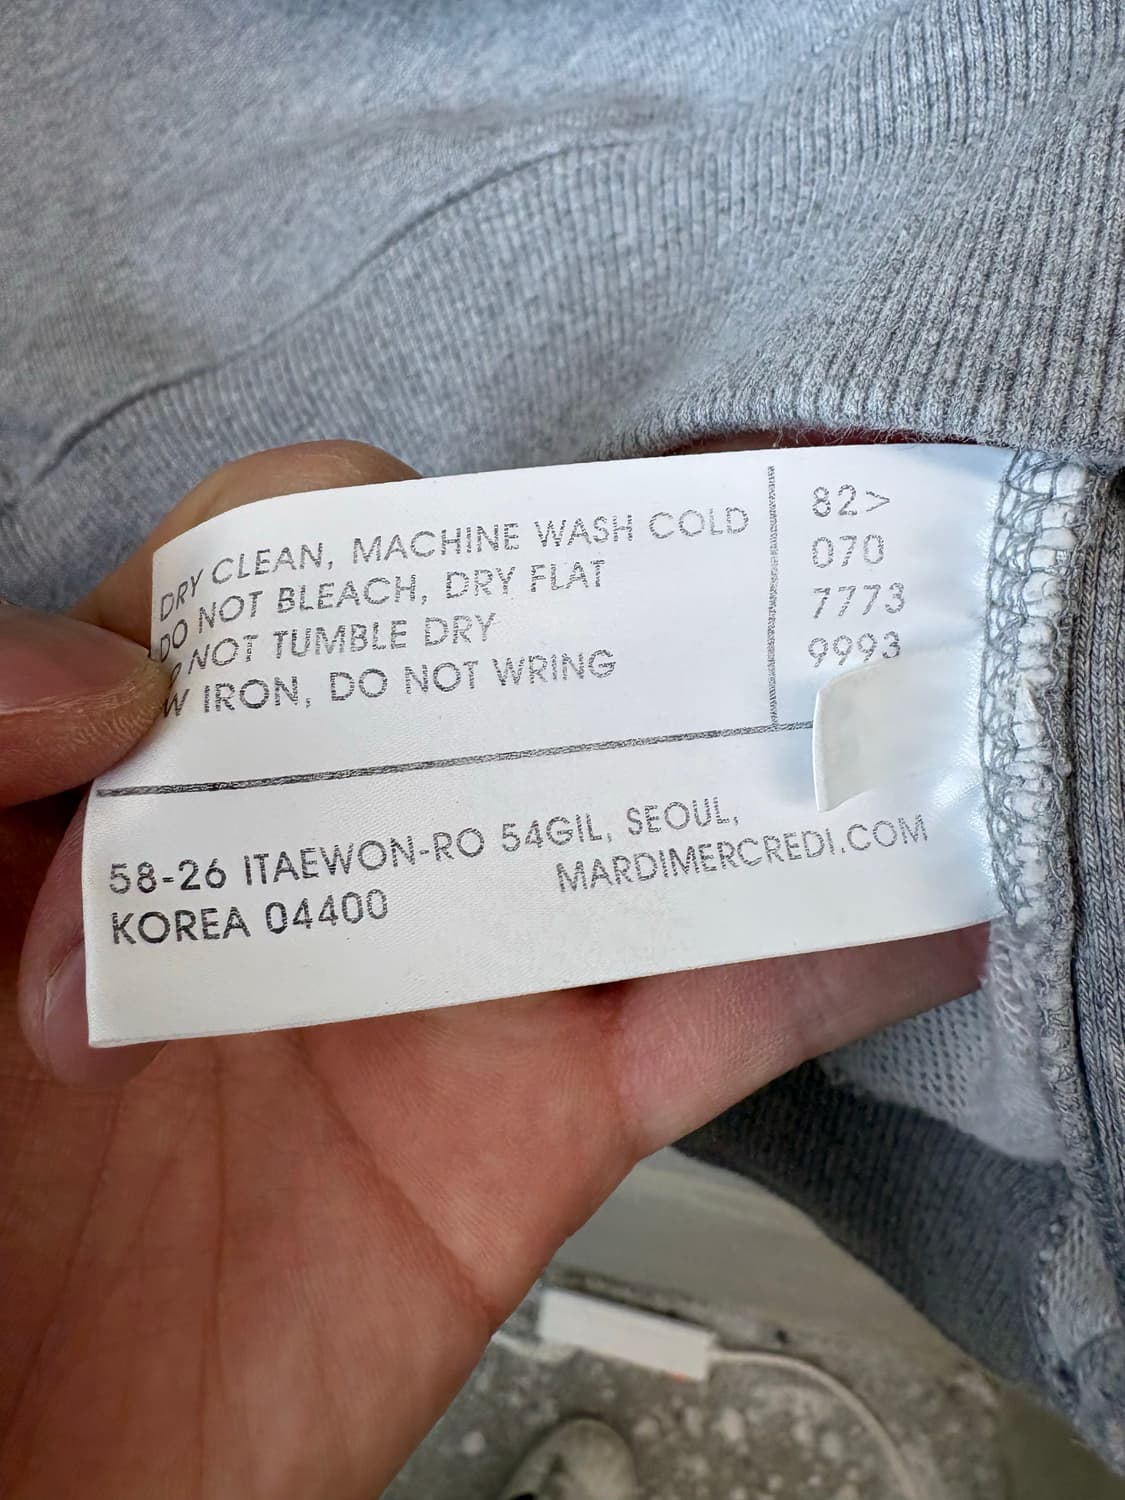 DRY CLEAN, MACHINE WASH COLD
DO NOT BLEACH, DRY FLAT
NOT TUMBLE DRY
IRON, DO NOT WRING
82>
070
7773
9993
58-26 ITAEWON-RO 54GIL, SEOUL,
KOREA 04400
MARDIMERCREDI.COM